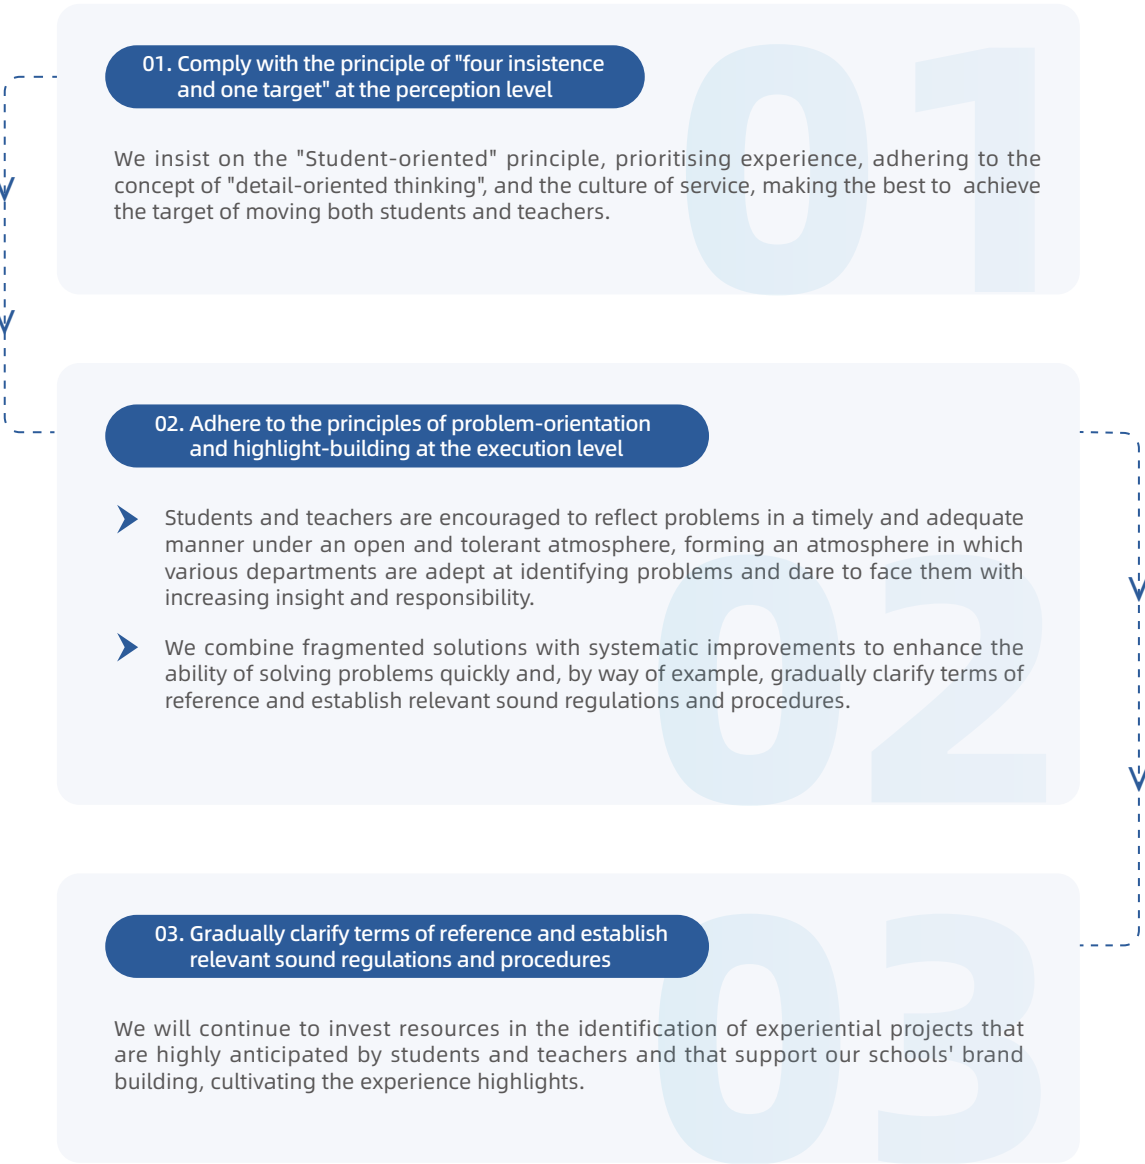 01. Comply with the principle of "four insistence
and one target" at the perception level
01
We insist on the "Student-oriented" principle, prioritising experience, adhering to the
concept of "detail-oriented thinking", and the culture of service, making the best to achieve
the target of moving both students and teachers.
02. Adhere to the principles of problem-orientation
and highlight-building at the execution level
Students and teachers are encouraged to reflect problems in a timely and adequate
manner under an open and tolerant atmosphere, forming an atmosphere in which
various departments are adept at identifying problems and dare to face them with
increasing insight and responsibility.
02
We combine fragmented solutions with systematic improvements to enhance the
ability of solving problems quickly and, by way of example, gradually clarify terms of
reference and establish relevant sound regulations and procedures.
03. Gradually clarify terms of reference and establish
relevant sound regulations and procedures
03
We will continue to invest resources in the identification of experiential projects that
are highly anticipated by students and teachers and that support our schools' brand
building, cultivating the experience highlights.